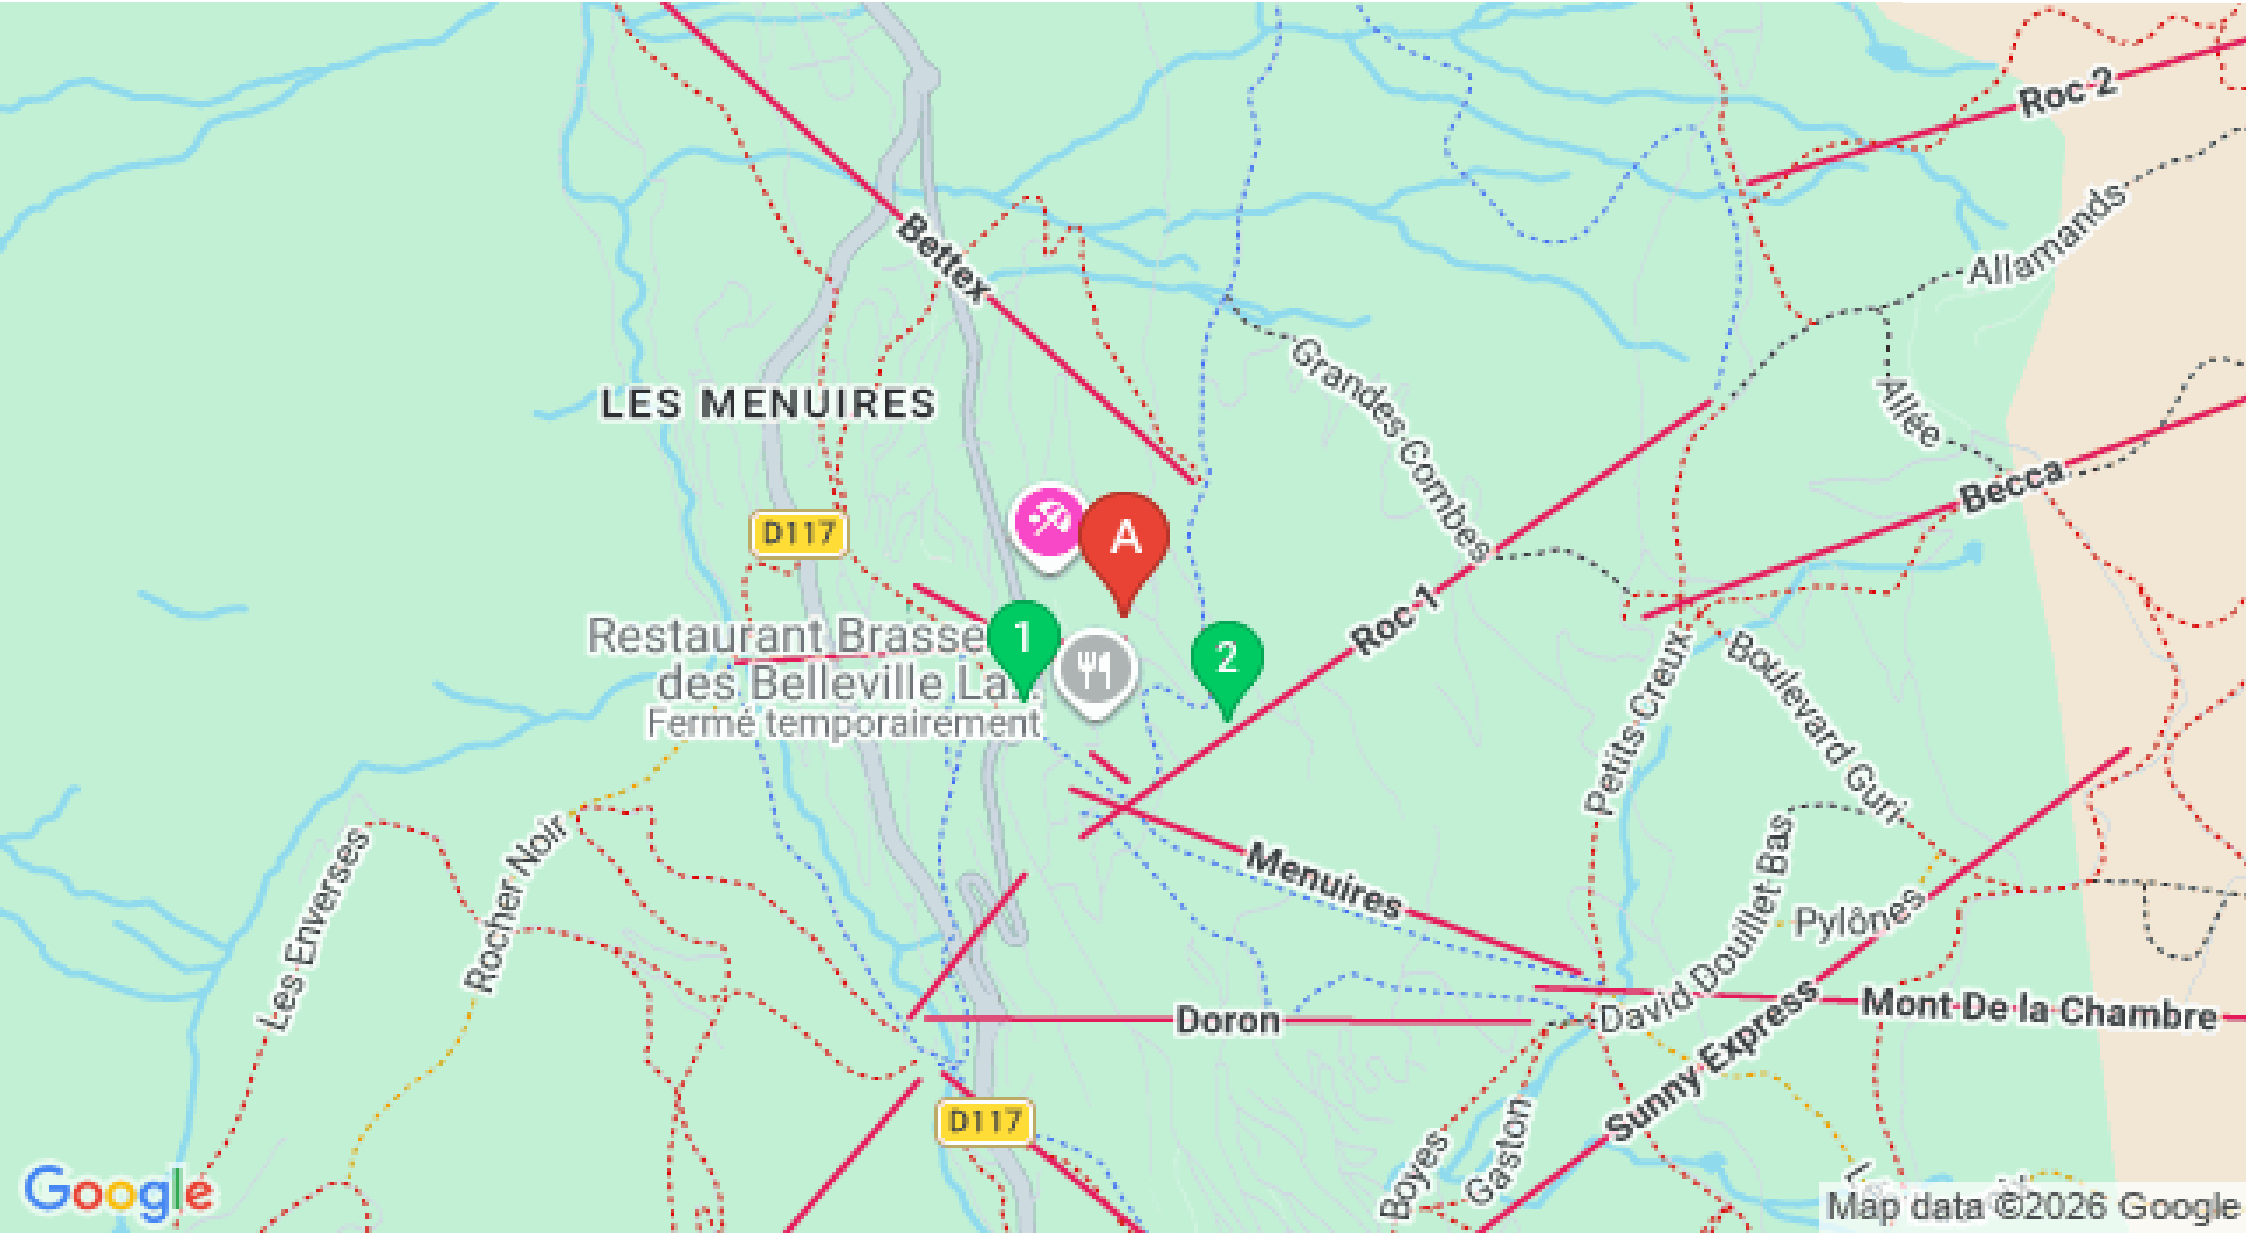 Roc 2
Allamands
Bettex
Grandes Combes
Allée
LES MENUIRES
Becca
D117
A
Roc 1
Restaurant Brasse
1
2
des Belleville La...
Fermé temporairement
Petits Creux
Boulevard Guri
Menuires
Les Enverses
Rocher Noir
David Douillet Bas
Pylônes
Doron
Mont De la Chambre
Sunny Express
D117
Boyes
Gaston
Google
Map data ©2026 Google